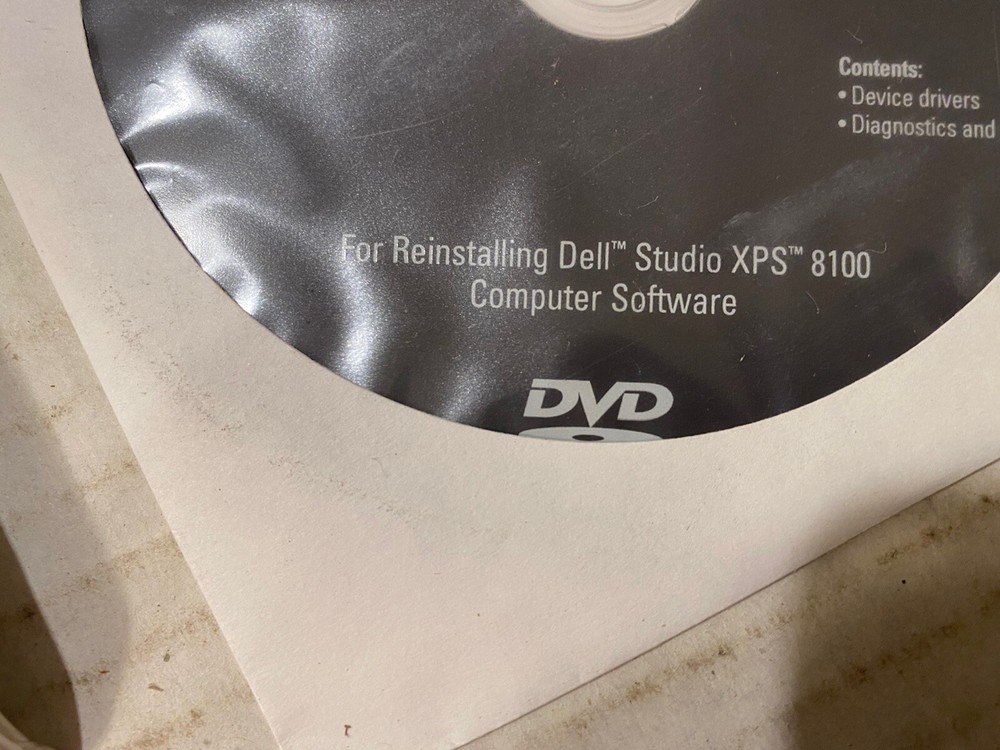 Contents:
• Device drivers
• Diagnostics and
For Reinstalling Dell™ Studio XPS™ 8100
Computer Software
DVD